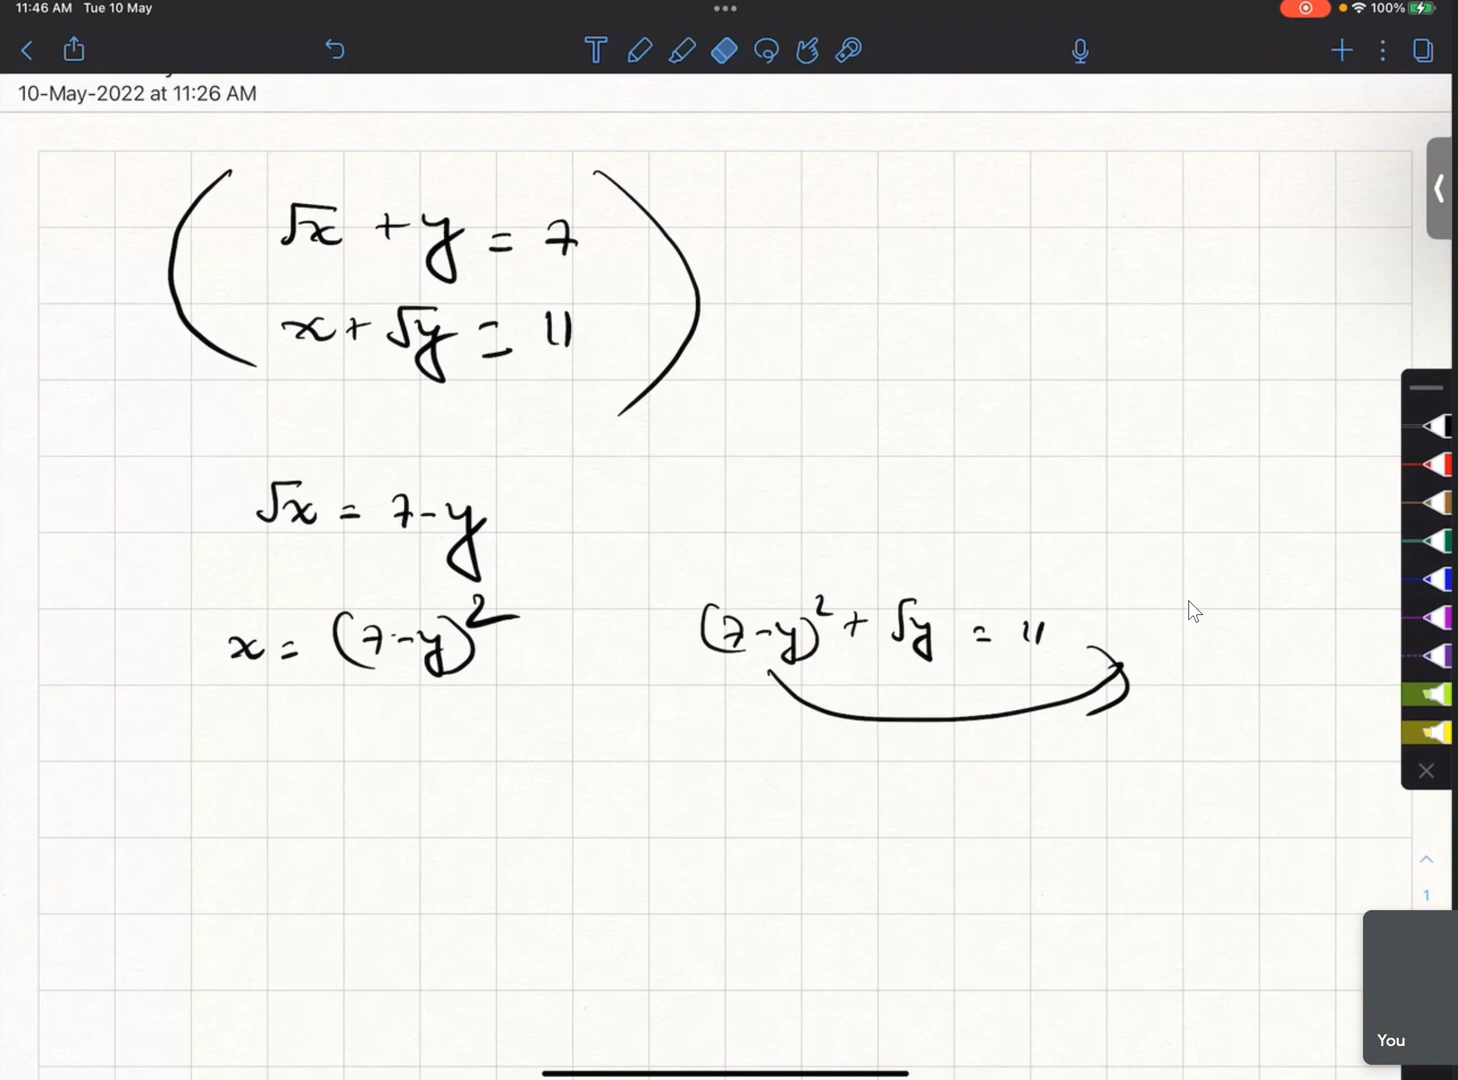 11:46 AM Tue 10 May
100%
10-May-2022 at 11:26 AM
√x + y = 7
x + √y = 11
√x = 7 - y
x = (7-y)²
(7-y)² + √y = 11
1
You